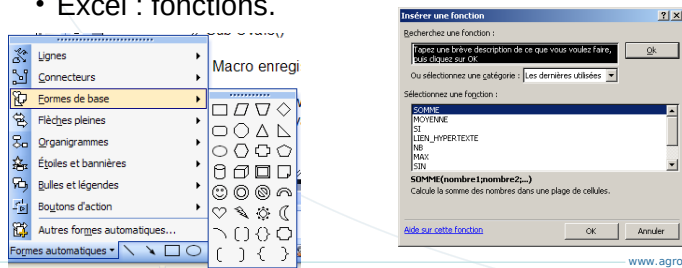 • Excel : fonctions.
Sub Ovale()
Macro enregi
Lignes
Connecteurs
Formes de base
Flèches pleines
Organigrammes
Étoiles et bannières
Bulles et légendes
Boutons d'action
Autres formes automatiques...
Formes automatiques
Insérer une fonction
Recherchez une fonction :
Tapez une brève description de ce que vous voulez faire,
puis cliquez sur OK
Ok
Ou sélectionnez une catégorie : Les dernières utilisées
Sélectionnez une fonction :
SOMME
MOYENNE
SI
LIEN_HYPERTEXTE
NB
MAX
SIN
SOMME(nombre1;nombre2;...)
Calcule la somme des nombres dans une plage de cellules.
Aide sur cette fonction
OK
Annuler
www.agro